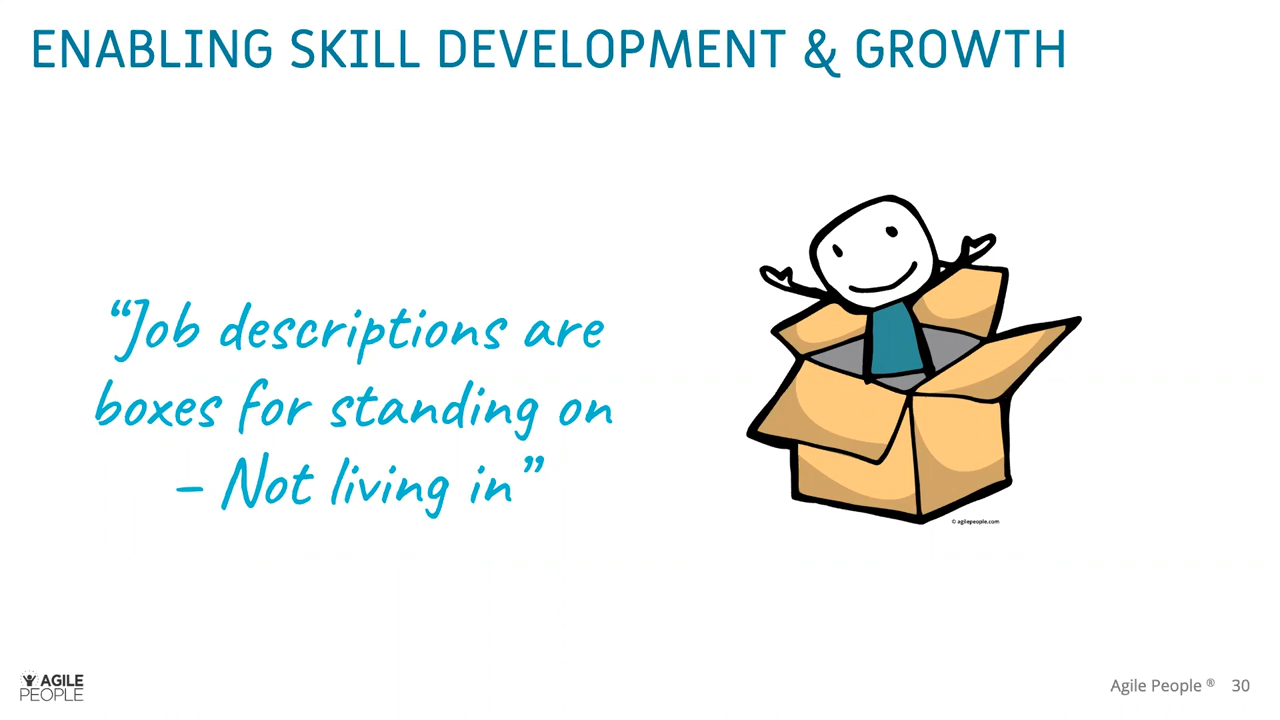 ENABLING SKILL DEVELOPMENT & GROWTH
“Job descriptions are
boxes for standing on
– Not living in”
© agilepeople.com
AGILE
PEOPLE
Agile People ® 30